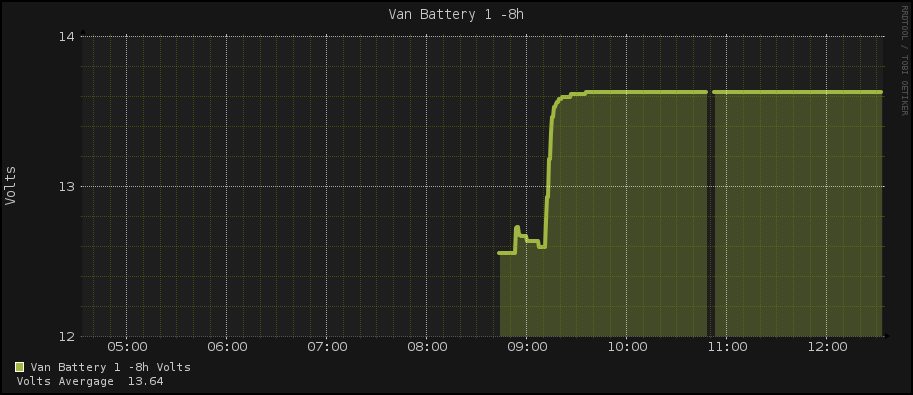 Van Battery 1 -8h
RRDTOOL / TOBI OETIKER
Volts
14
13
12
05:00 06:00 07:00 08:00 09:00 10:00 11:00 12:00
Van Battery 1 -8h Volts
Volts Avergage 13.64